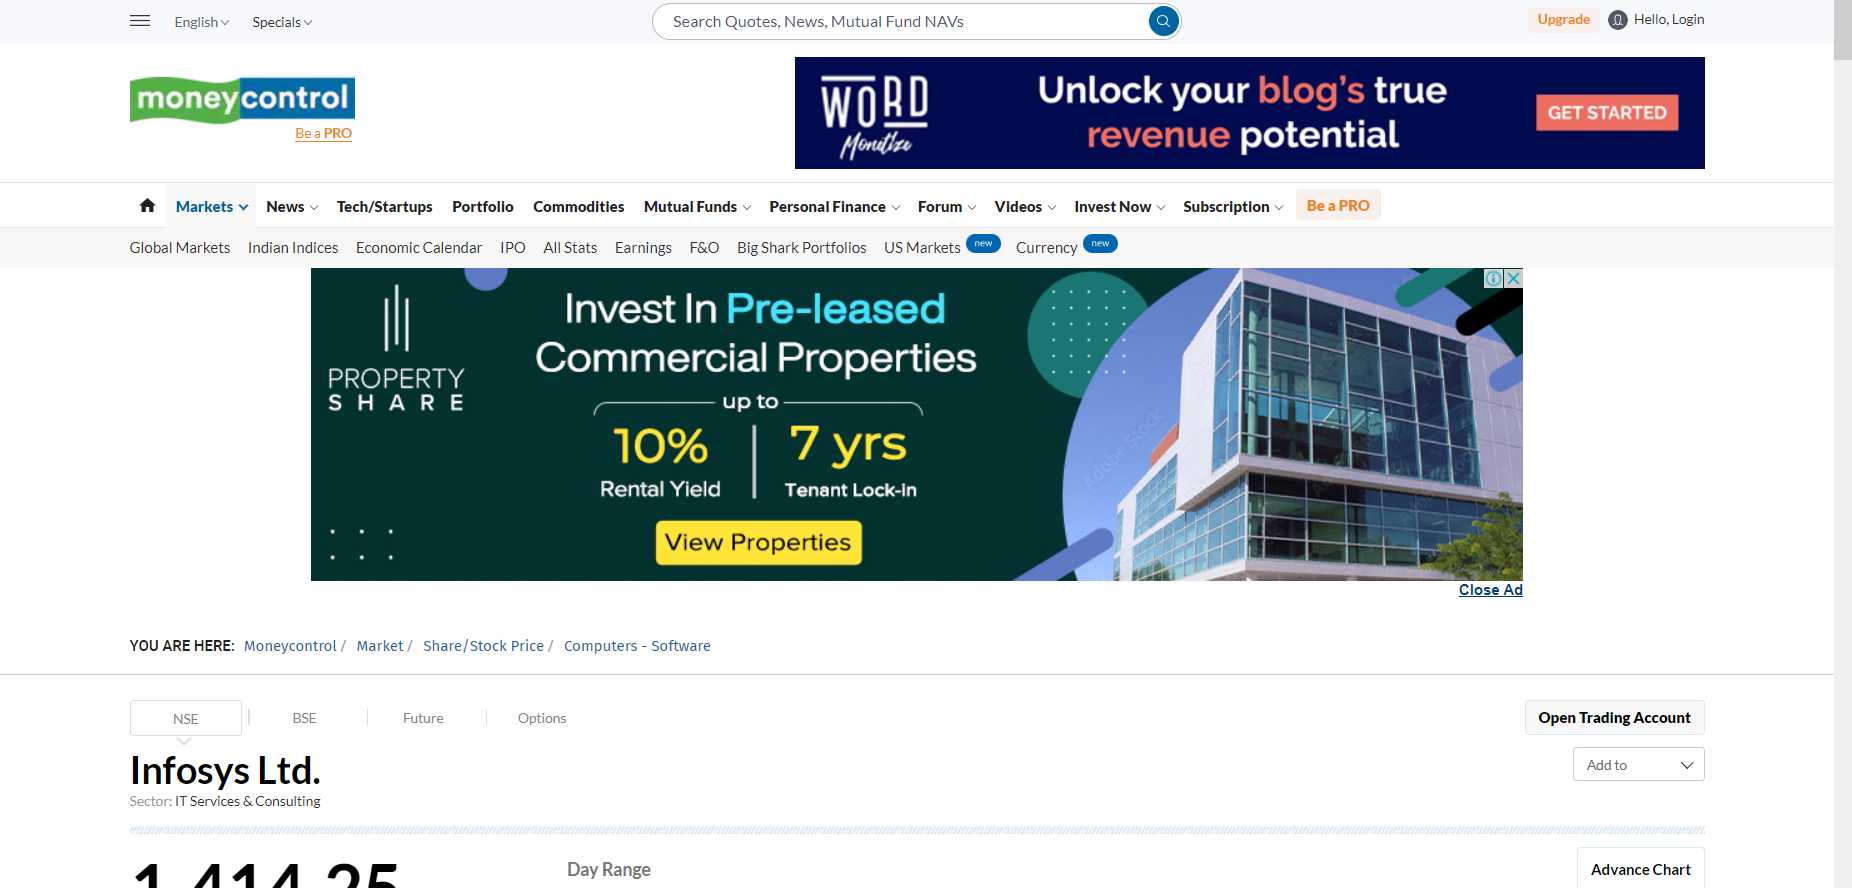 English
Specials
Search Quotes, News, Mutual Fund NAVs
Upgrade
Hello, Login
moneycontrol
Be a PRO
WORD
Monetize
Unlock your blog's true
revenue potential
GET STARTED
Markets
News
Tech/Startups
Portfolio
Commodities
Mutual Funds
Personal Finance
Forum
Videos
Invest Now
Subscription
Be a PRO
Global Markets
Indian Indices
Economic Calendar
IPO
All Stats
Earnings
F&O
Big Shark Portfolios
US Markets
new
Currency
new
PROPERTY
SHARE
Invest In Pre-leased
Commercial Properties
up to
10%
Rental Yield
7 yrs
Tenant Lock-in
View Properties
Adobe Stock
Close Ad
YOU ARE HERE: Moneycontrol / Market / Share/Stock Price / Computers - Software
NSE
BSE
Future
Options
Open Trading Account
Infosys Ltd.
Add to
Sector: IT Services & Consulting
1,414.25
Day Range
Advance Chart